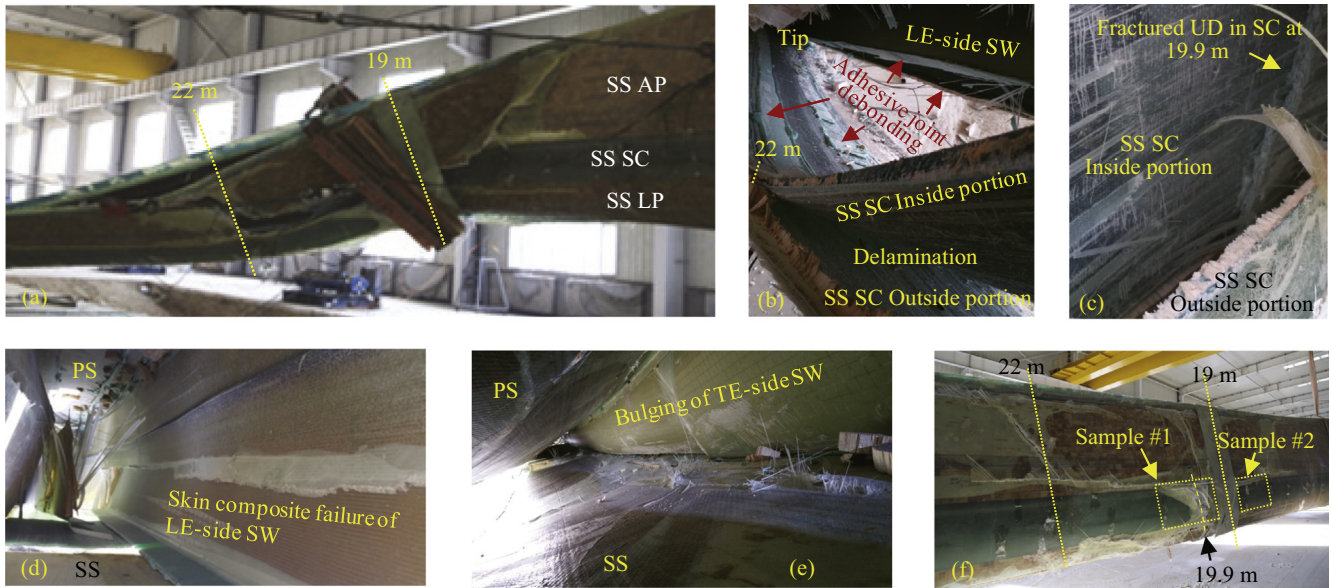 22 m
19 m
SS AP
SS SC
SS LP
(a)
Tip
LE-side SW
Adhesive joint
debonding
22 m
SS SC Inside portion
Delamination
SS SC Outside portion
(b)
Fractured UD in SC at
19.9 m
SS SC
Inside portion
SS SC
Outside portion
(c)
PS
Skin composite failure of
LE-side SW
(d)
SS
PS
Bulging of TE-side SW
SS
(e)
22 m
19 m
Sample #1
Sample #2
19.9 m
(f)